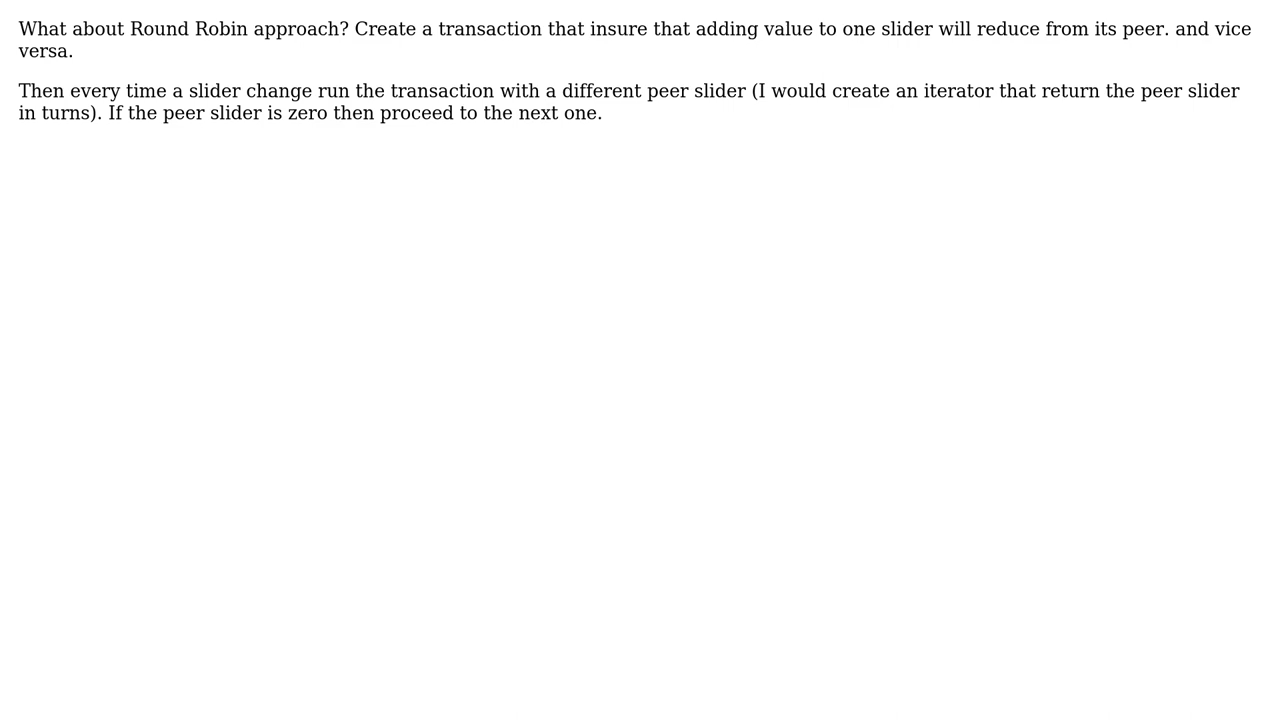 What about Round Robin approach? Create a transaction that insure that adding value to one slider will reduce from its peer. and vice
versa.
Then every time a slider change run the transaction with a different peer slider (I would create an iterator that return the peer slider
in turns). If the peer slider is zero then proceed to the next one.